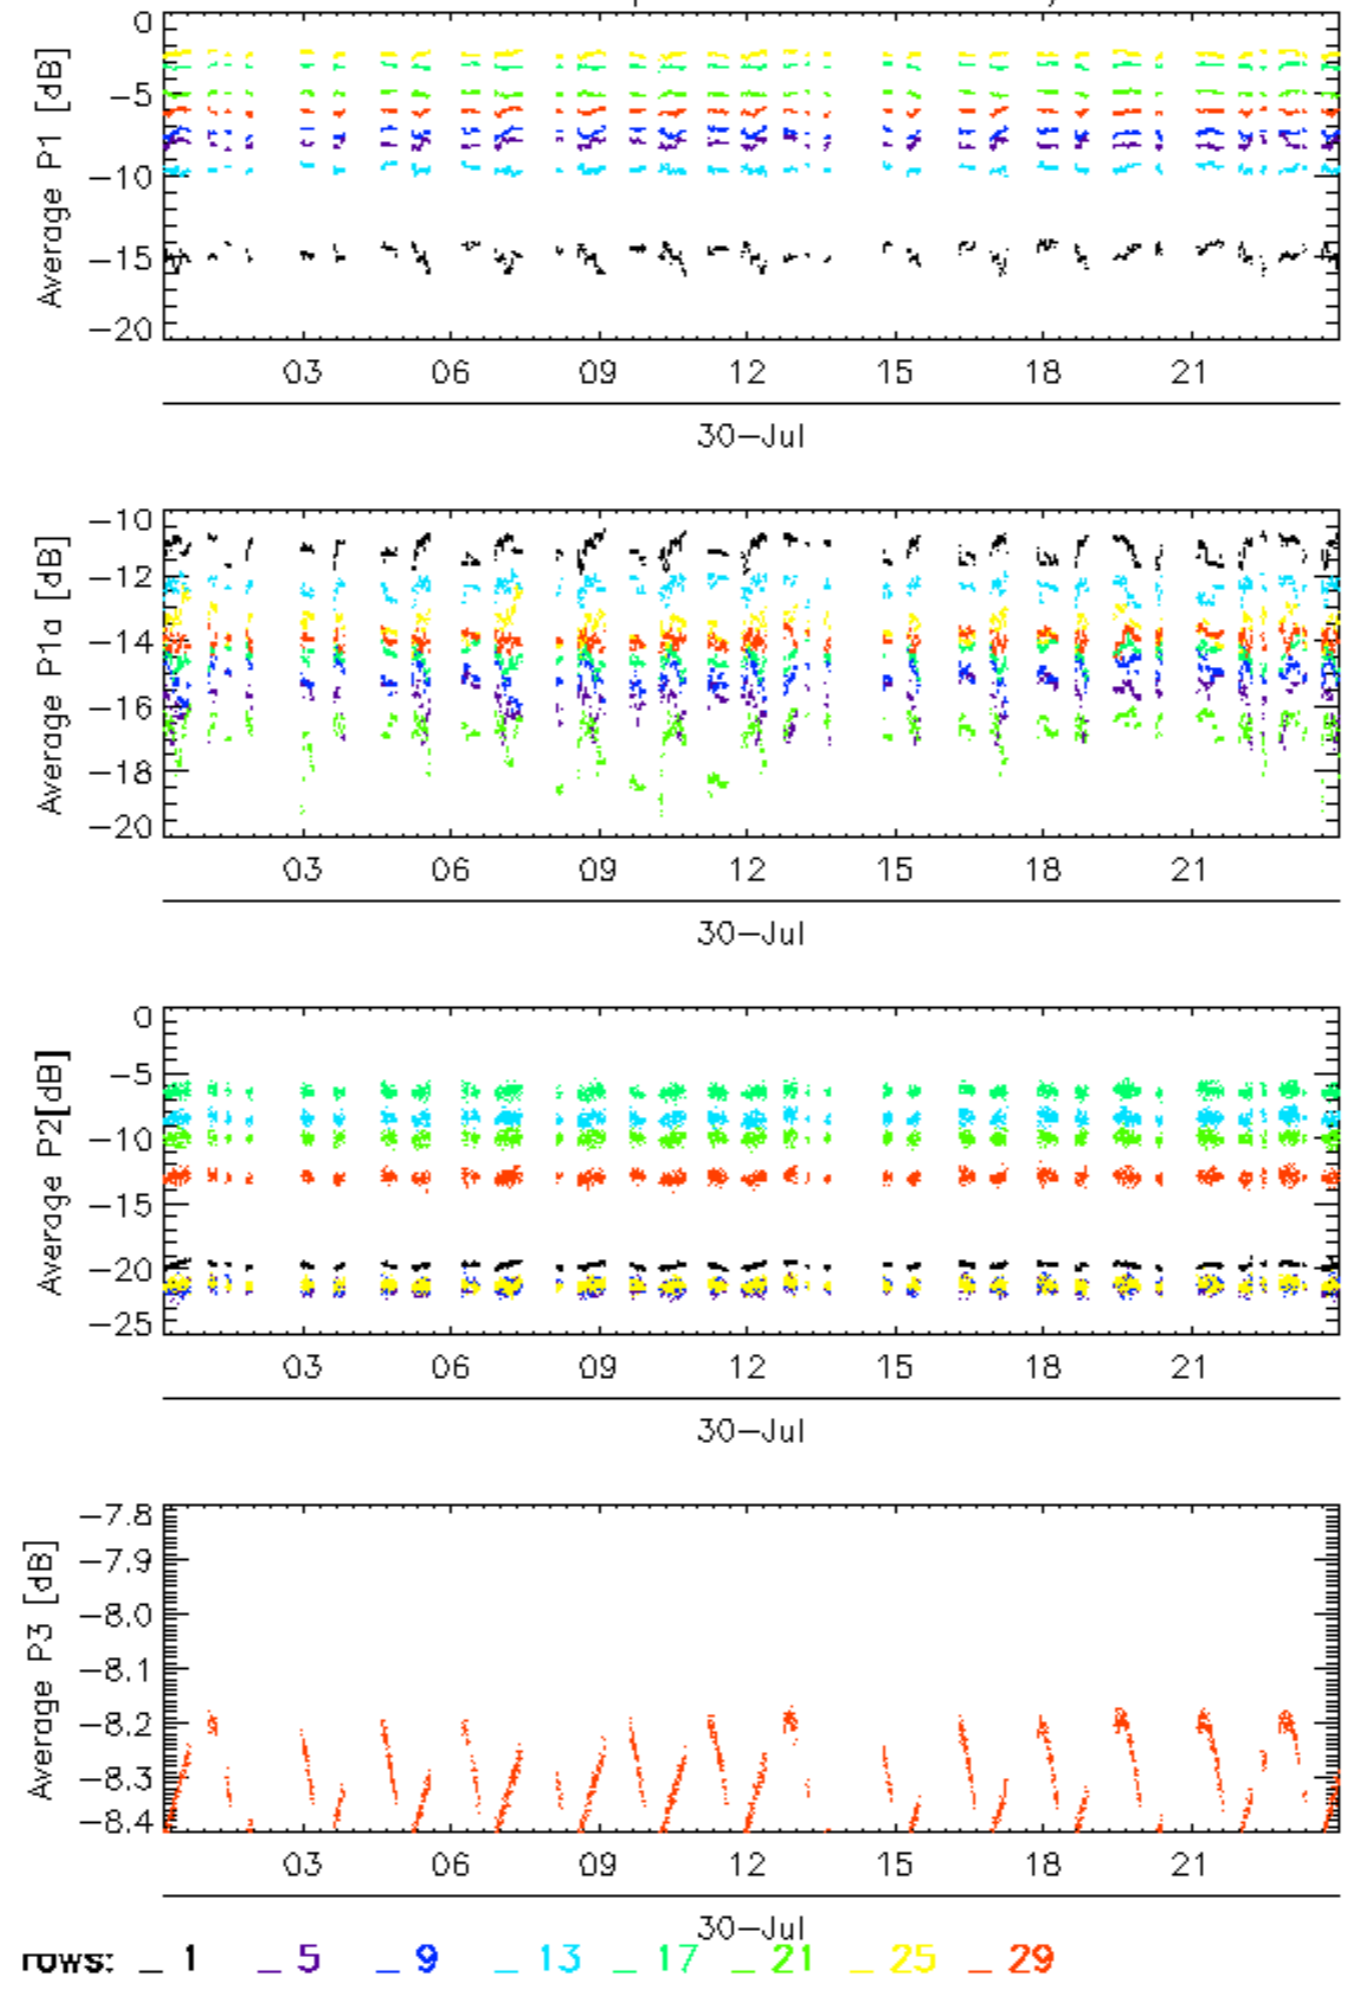 0
−5
−10
−15
−20
Average P1 [dB]
03 06 09 12 15 18 21
30−Jul
−10
−12
−14
−16
−18
−20
Average P1a [dB]
03 06 09 12 15 18 21
30−Jul
0
−5
−10
−15
−20
−25
Average P2[dB]
03 06 09 12 15 18 21
30−Jul
−7.8
−7.9
−8.0
−8.1
−8.2
−8.3
−8.4
Average P3 [dB]
03 06 09 12 15 18 21
30−Jul
rows: _ 1 _ 5 _ 9 _ 13 _ 17 _ 21 _ 25 _ 29